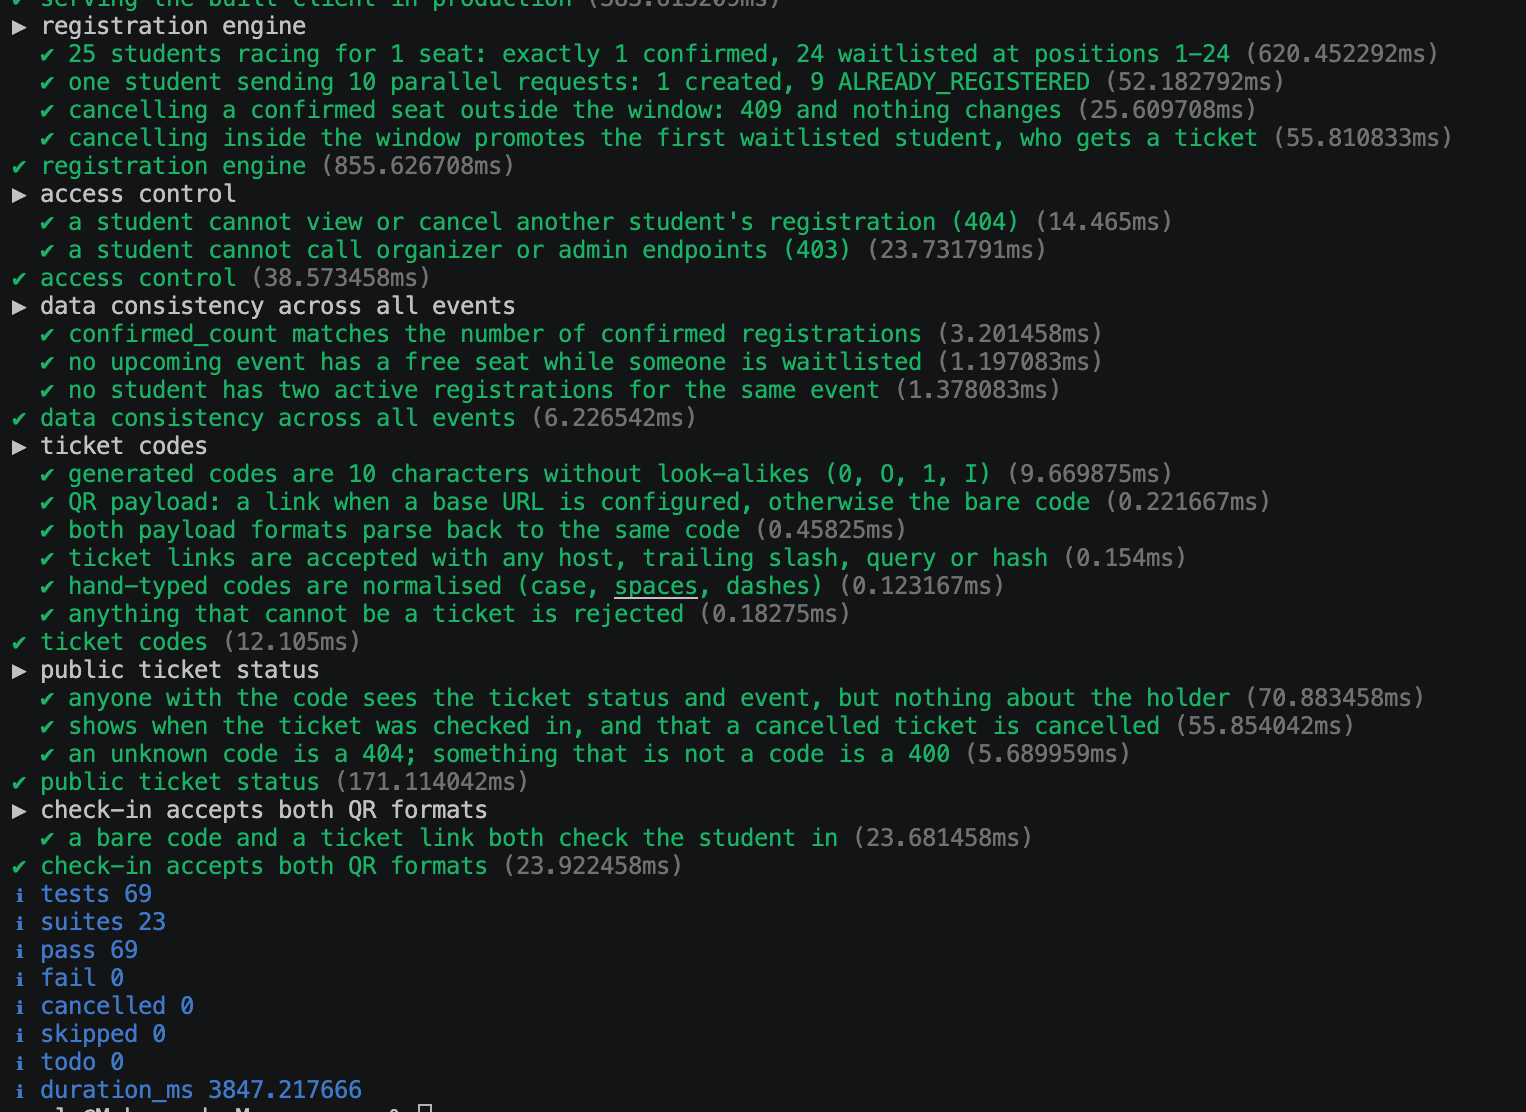 ✔ serving the built client in production
▶ registration engine
✔ 25 students racing for 1 seat: exactly 1 confirmed, 24 waitlisted at positions 1–24 (620.452292ms)
✔ one student sending 10 parallel requests: 1 created, 9 ALREADY_REGISTERED (52.182792ms)
✔ cancelling a confirmed seat outside the window: 409 and nothing changes (25.609708ms)
✔ cancelling inside the window promotes the first waitlisted student, who gets a ticket (55.810833ms)
✔ registration engine (855.626708ms)
▶ access control
✔ a student cannot view or cancel another student's registration (404) (14.465ms)
✔ a student cannot call organizer or admin endpoints (403) (23.731791ms)
✔ access control (38.573458ms)
▶ data consistency across all events
✔ confirmed_count matches the number of confirmed registrations (3.201458ms)
✔ no upcoming event has a free seat while someone is waitlisted (1.197083ms)
✔ no student has two active registrations for the same event (1.378083ms)
✔ data consistency across all events (6.226542ms)
▶ ticket codes
✔ generated codes are 10 characters without look-alikes (0, O, 1, I) (9.669875ms)
✔ QR payload: a link when a base URL is configured, otherwise the bare code (0.221667ms)
✔ both payload formats parse back to the same code (0.45825ms)
✔ ticket links are accepted with any host, trailing slash, query or hash (0.154ms)
✔ hand-typed codes are normalised (case, spaces, dashes) (0.123167ms)
✔ anything that cannot be a ticket is rejected (0.18275ms)
✔ ticket codes (12.105ms)
▶ public ticket status
✔ anyone with the code sees the ticket status and event, but nothing about the holder (70.883458ms)
✔ shows when the ticket was checked in, and that a cancelled ticket is cancelled (55.854042ms)
✔ an unknown code is a 404; something that is not a code is a 400 (5.689959ms)
✔ public ticket status (171.114042ms)
▶ check-in accepts both QR formats
✔ a bare code and a ticket link both check the student in (23.681458ms)
✔ check-in accepts both QR formats (23.922458ms)
ℹ tests 69
ℹ suites 23
ℹ pass 69
ℹ fail 0
ℹ cancelled 0
ℹ skipped 0
ℹ todo 0
ℹ duration_ms 3847.217666